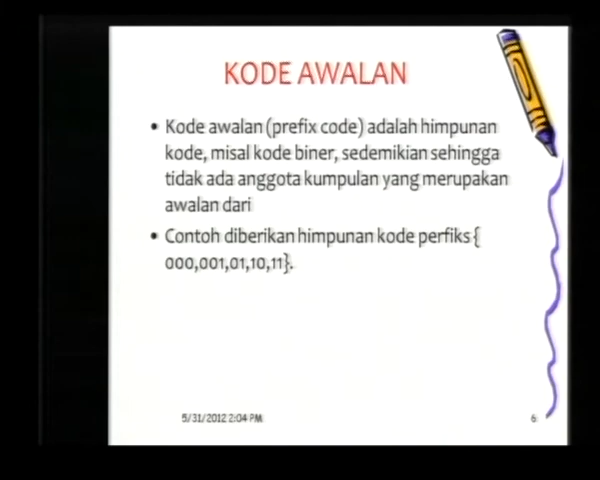 KODE AWALAN
• Kode awalan (prefix code) adalah himpunan
kode, misal kode biner, sedemikian sehingga
tidak ada anggota kumpulan yang merupakan
awalan dari
• Contoh diberikan himpunan kode perfiks {
000,001,01,10,11}.
5/31/2012 2:04 PM
6